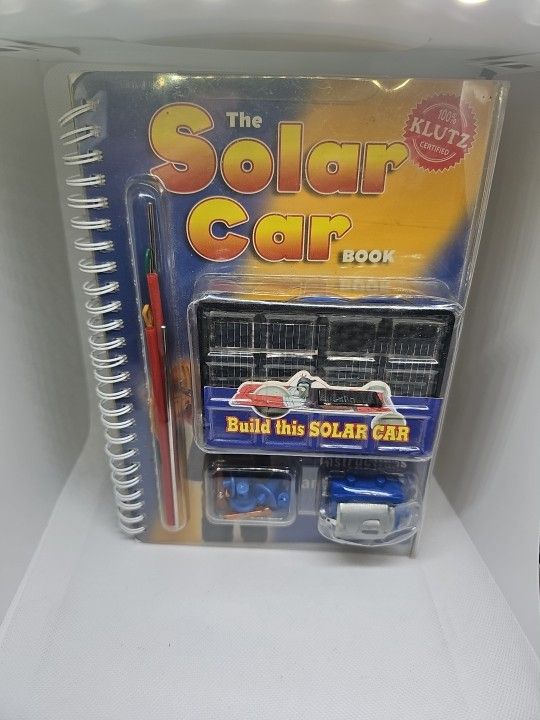 The
Solar
Car
BOOK
100%
KLUTZ
CERTIFIED
Build this SOLAR CAR